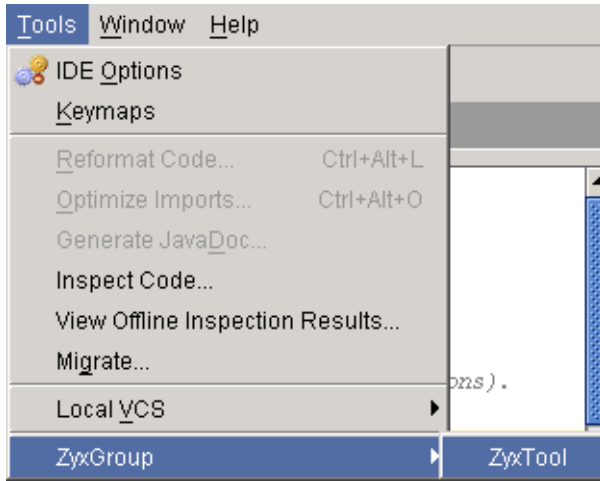 Tools Window Help
IDE Options
Keymaps
Reformat Code... Ctrl+Alt+L
Optimize Imports... Ctrl+Alt+O
Generate JavaDoc...
Inspect Code...
View Offline Inspection Results...
Migrate...
ons).
Local VCS
ZyxGroup ZyxTool